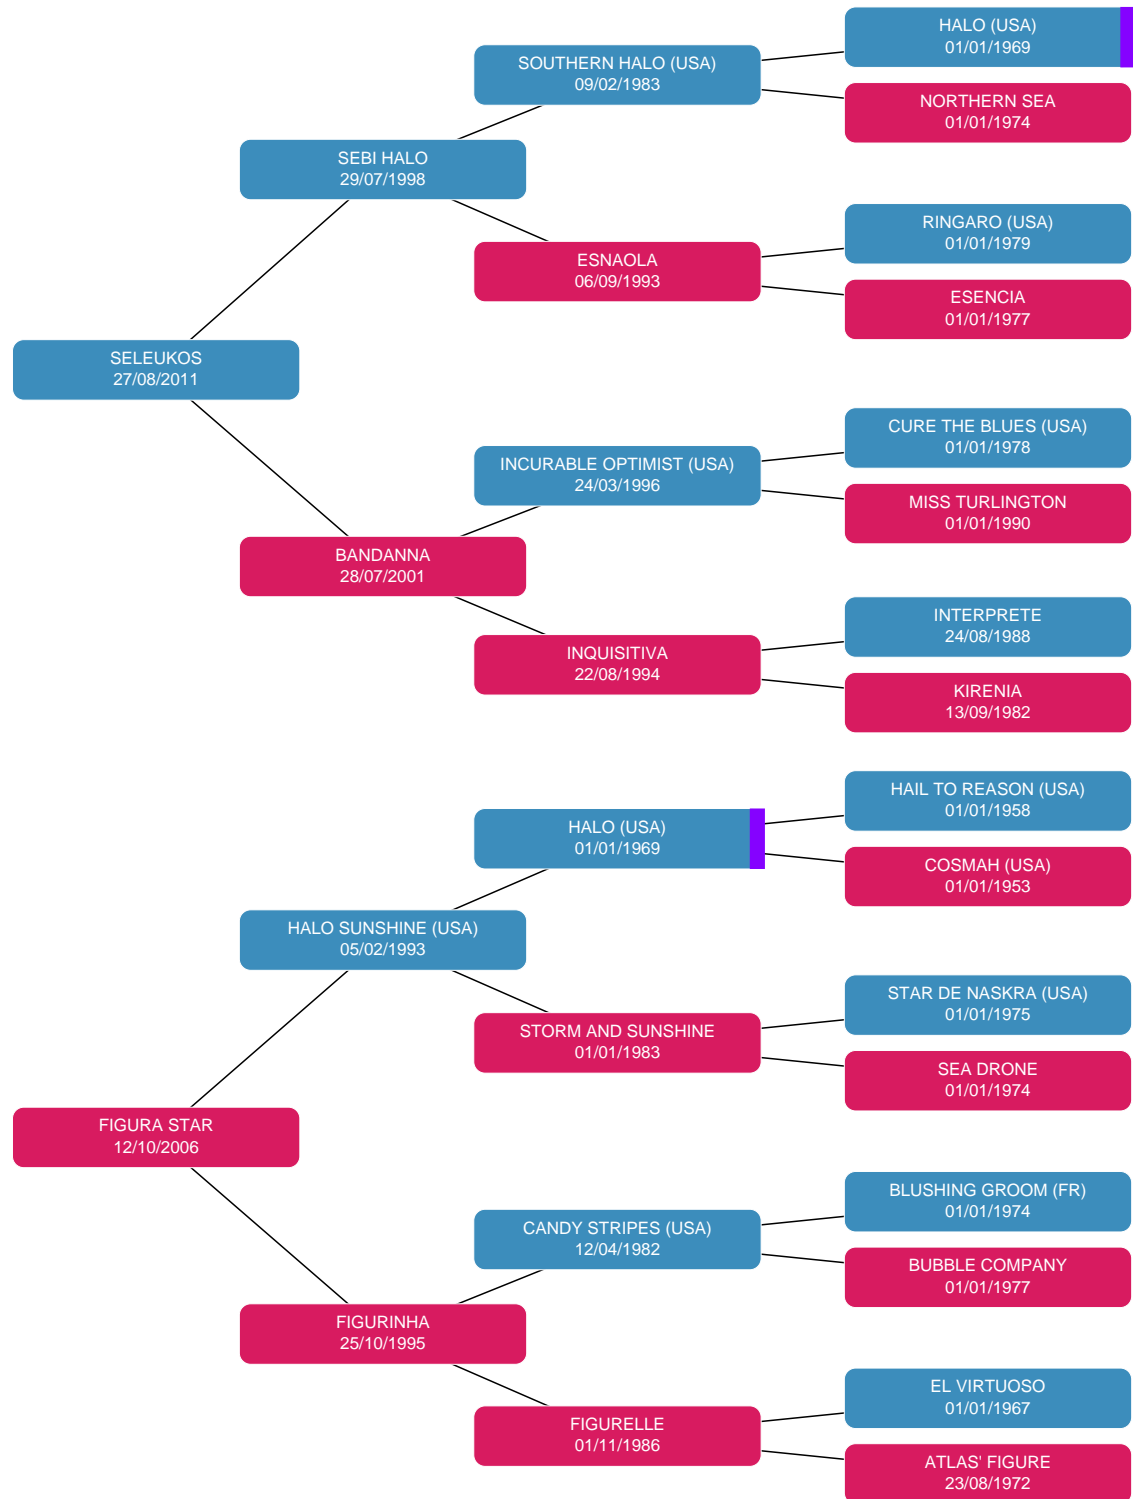 HALO (USA)
01/01/1969
SOUTHERN HALO (USA)
09/02/1983
NORTHERN SEA
01/01/1974
SEBI HALO
29/07/1998
RINGARO (USA)
01/01/1979
ESNAOLA
06/09/1993
ESENCIA
01/01/1977
SELEUKOS
27/08/2011
CURE THE BLUES (USA)
01/01/1978
INCURABLE OPTIMIST (USA)
24/03/1996
MISS TURLINGTON
01/01/1990
BANDANNA
28/07/2001
INTERPRETE
24/08/1988
INQUISITIVA
22/08/1994
KIRENIA
13/09/1982
HAIL TO REASON (USA)
01/01/1958
HALO (USA)
01/01/1969
COSMAH (USA)
01/01/1953
HALO SUNSHINE (USA)
05/02/1993
STAR DE NASKRA (USA)
01/01/1975
STORM AND SUNSHINE
01/01/1983
SEA DRONE
01/01/1974
FIGURA STAR
12/10/2006
BLUSHING GROOM (FR)
01/01/1974
CANDY STRIPES (USA)
12/04/1982
BUBBLE COMPANY
01/01/1977
FIGURINHA
25/10/1995
EL VIRTUOSO
01/01/1967
FIGURELLE
01/11/1986
ATLAS' FIGURE
23/08/1972